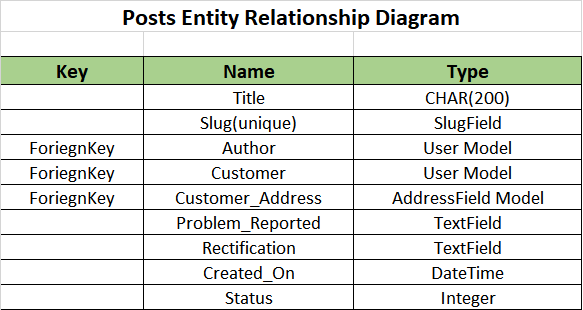 Posts Entity Relationship Diagram
Key Name Type
Title CHAR(200)
Slug(unique) SlugField
ForiegnKey Author User Model
ForiegnKey Customer User Model
ForiegnKey Customer_Address AddressField Model
Problem_Reported TextField
Rectification TextField
Created_On DateTime
Status Integer